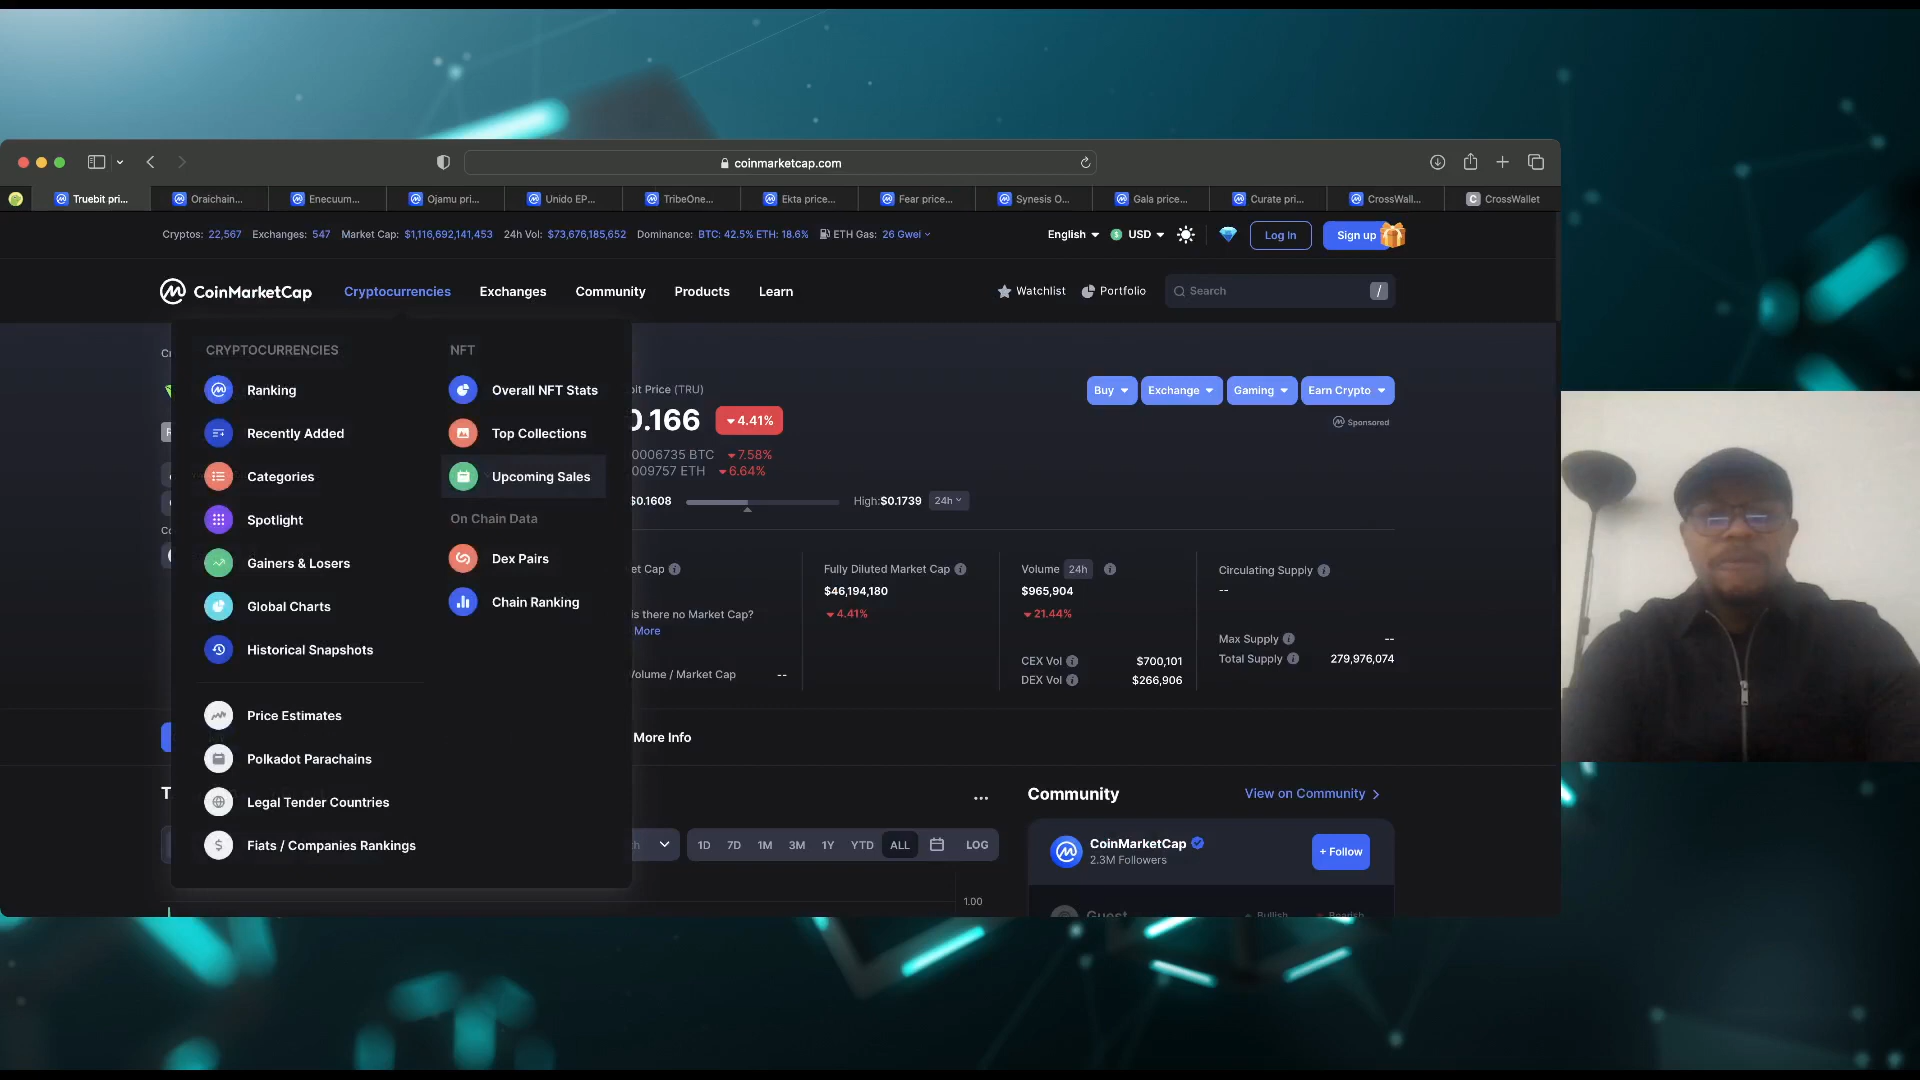 coinmarketcap.com
Truebit pri...
Oraichain...
Enecuum...
Ojamu pri...
Unido EP...
TribeOne...
Ekta price...
Fear price...
Synesis O...
Gala price...
Curate pri...
CrossWall...
C CrossWallet
Cryptos: 22,567 Exchanges: 547 Market Cap: $1,116,692,141,453 24h Vol: $73,676,185,652 Dominance: BTC: 42.5% ETH: 18.6% ETH Gas: 26 Gwei
English
$ USD
Log In
Sign up
CoinMarketCap
Cryptocurrencies
Exchanges
Community
Products
Learn
Watchlist
Portfolio
Search
/
CRYPTOCURRENCIES
Ranking
Recently Added
Categories
Spotlight
Gainers & Losers
Global Charts
Historical Snapshots
Price Estimates
Polkadot Parachains
Legal Tender Countries
$ Fiats / Companies Rankings
NFT
Overall NFT Stats
Top Collections
Upcoming Sales
On Chain Data
Dex Pairs
Chain Ranking
bit Price (TRU)
0.166
4.41%
0006735 BTC 7.58%
009757 ETH 6.64%
$0.1608
High:$0.1739
24h
Buy
Exchange
Gaming
Earn Crypto
Sponsored
et Cap
is there no Market Cap?
More
Volume / Market Cap --
Fully Diluted Market Cap
$46,194,180
4.41%
Volume 24h
$965,904
21.44%
CEX Vol $700,101
DEX Vol $266,906
Circulating Supply
--
Max Supply --
Total Supply 279,976,074
More Info
T
1D 7D 1M 3M 1Y YTD ALL LOG
1.00
Community
View on Community
CoinMarketCap
2.3M Followers
+ Follow
Guest
Bullish
Bearish